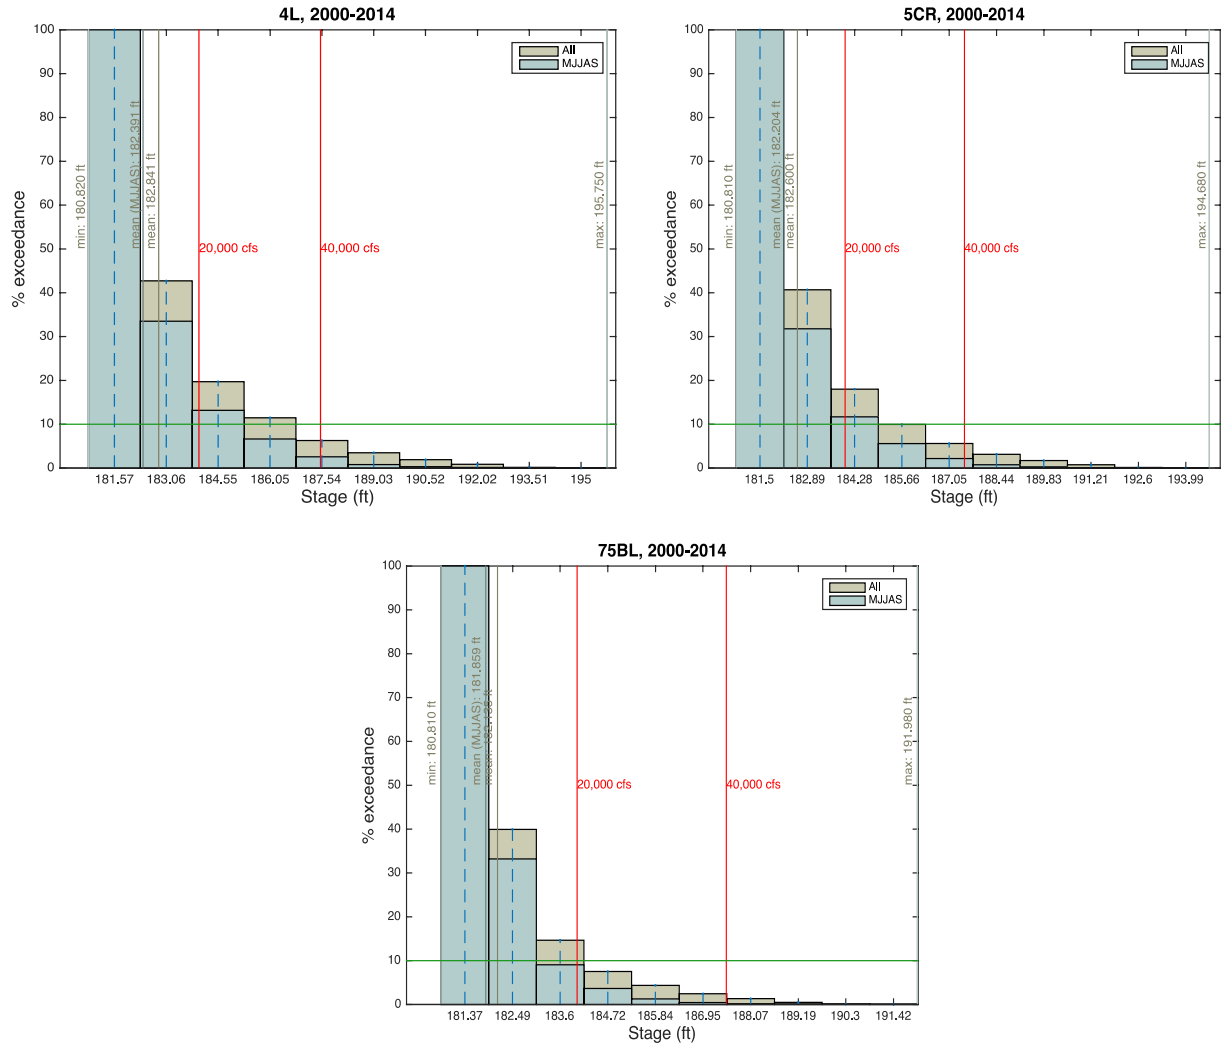 4L, 2000-2014
All
MJJAS
100
90
80
70
60
50
40
30
20
10
0
% exceedance
min: 180.820 ft
mean (MJJAS): 182.391 ft
mean: 182.841 ft
20,000 cfs
40,000 cfs
max: 195.750 ft
181.57 183.06 184.55 186.05 187.54 189.03 190.52 192.02 193.51 195
Stage (ft)
5CR, 2000-2014
All
MJJAS
100
90
80
70
60
50
40
30
20
10
0
% exceedance
min: 180.810 ft
mean (MJJAS): 182.204 ft
mean: 182.600 ft
20,000 cfs
40,000 cfs
max: 194.680 ft
181.5 182.89 184.28 185.66 187.05 188.44 189.83 191.21 192.6 193.99
Stage (ft)
75BL, 2000-2014
All
MJJAS
100
90
80
70
60
50
40
30
20
10
0
% exceedance
min: 180.810 ft
mean (MJJAS): 181.859 ft
mean: ft
20,000 cfs
40,000 cfs
max: 191.980 ft
181.37 182.49 183.6 184.72 185.84 186.95 188.07 189.19 190.3 191.42
Stage (ft)